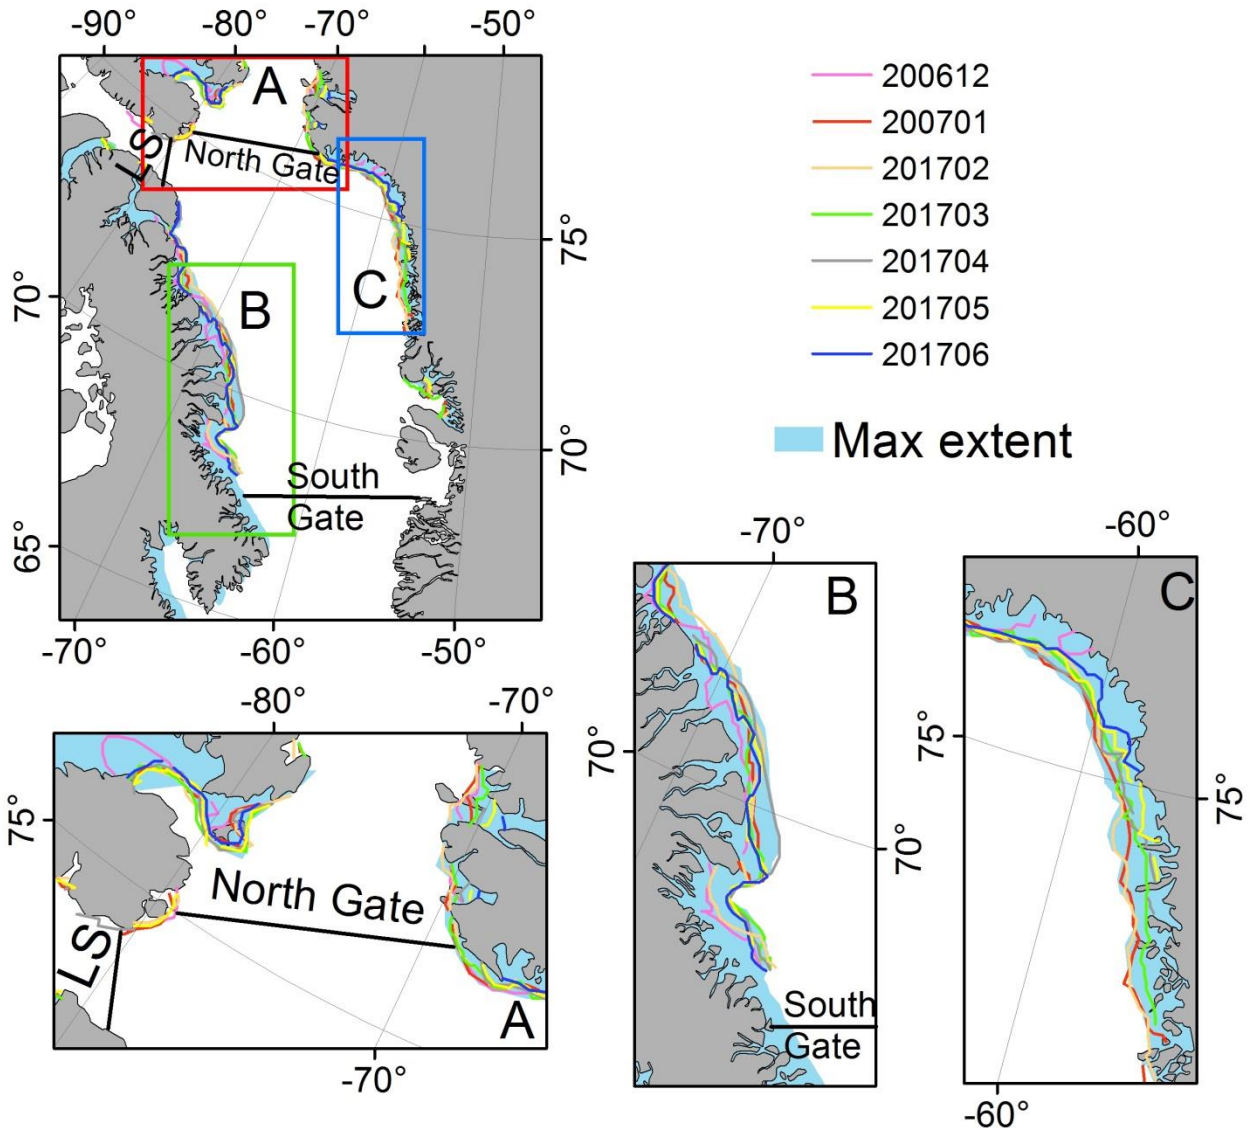 -90° -80° -70° -50°
A
LS
North Gate
75°
70°
B
C
70°
South
Gate
65°
-70° -60° -50°
200612
200701
201702
201703
201704
201705
201706
Max extent
-80° -70°
75°
North Gate
LS
A
-70°
-70°
B
70°
70°
South
Gate
-60°
C
75°
75°
-60°